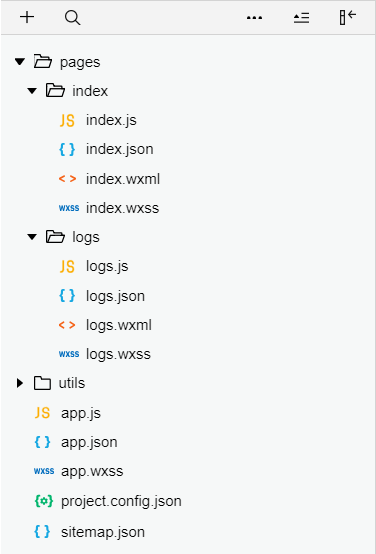 pages
index
JS index.js
{ } index.json
< > index.wxml
wxss index.wxss
logs
JS logs.js
{ } logs.json
< > logs.wxml
wxss logs.wxss
utils
JS app.js
{ } app.json
wxss app.wxss
project.config.json
{ } sitemap.json